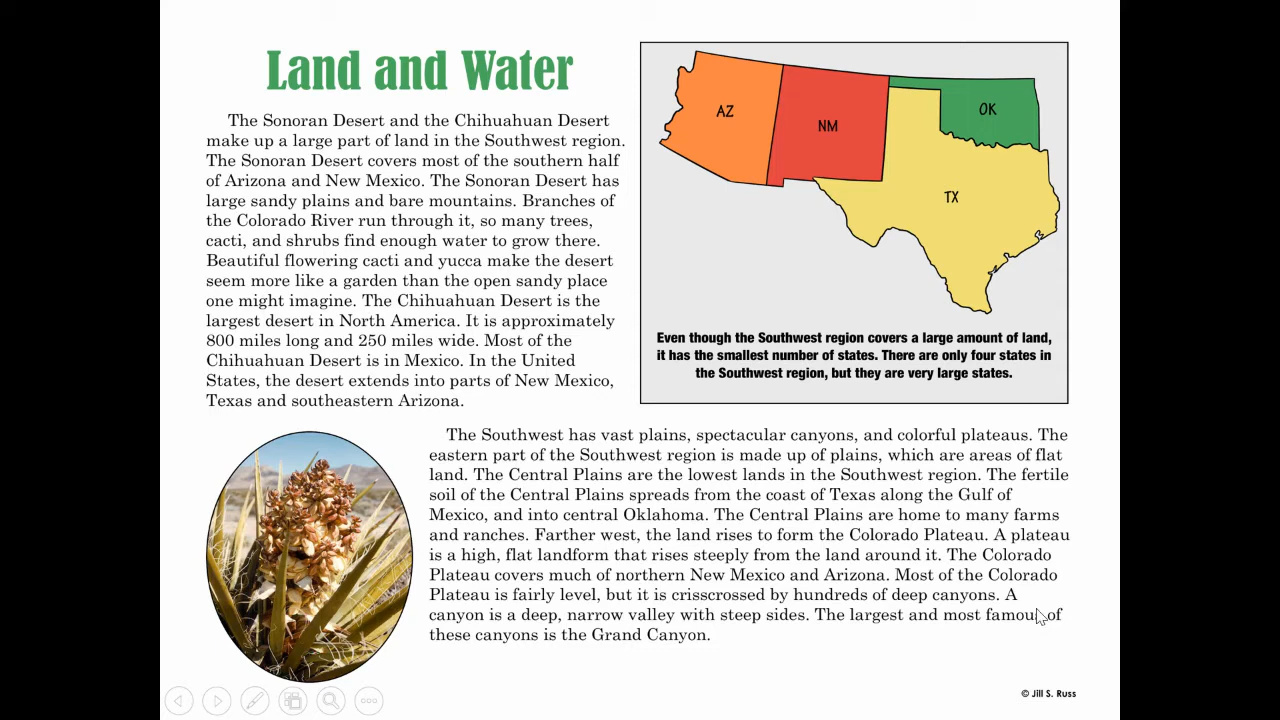 Land and Water
The Sonoran Desert and the Chihuahuan Desert
make up a large part of land in the Southwest region.
The Sonoran Desert covers most of the southern half
of Arizona and New Mexico. The Sonoran Desert has
large sandy plains and bare mountains. Branches of
the Colorado River run through it, so many trees,
cacti, and shrubs find enough water to grow there.
Beautiful flowering cacti and yucca make the desert
seem more like a garden than the open sandy place
one might imagine. The Chihuahuan Desert is the
largest desert in North America. It is approximately
800 miles long and 250 miles wide. Most of the
Chihuahuan Desert is in Mexico. In the United
States, the desert extends into parts of New Mexico,
Texas and southeastern Arizona.
AZ
NM
OK
TX
Even though the Southwest region covers a large amount of land,
it has the smallest number of states. There are only four states in
the Southwest region, but they are very large states.
The Southwest has vast plains, spectacular canyons, and colorful plateaus. The
eastern part of the Southwest region is made up of plains, which are areas of flat
land. The Central Plains are the lowest lands in the Southwest region. The fertile
soil of the Central Plains spreads from the coast of Texas along the Gulf of
Mexico, and into central Oklahoma. The Central Plains are home to many farms
and ranches. Farther west, the land rises to form the Colorado Plateau. A plateau
is a high, flat landform that rises steeply from the land around it. The Colorado
Plateau covers much of northern New Mexico and Arizona. Most of the Colorado
Plateau is fairly level, but it is crisscrossed by hundreds of deep canyons. A
canyon is a deep, narrow valley with steep sides. The largest and most famous of
these canyons is the Grand Canyon.
© Jill S. Russ